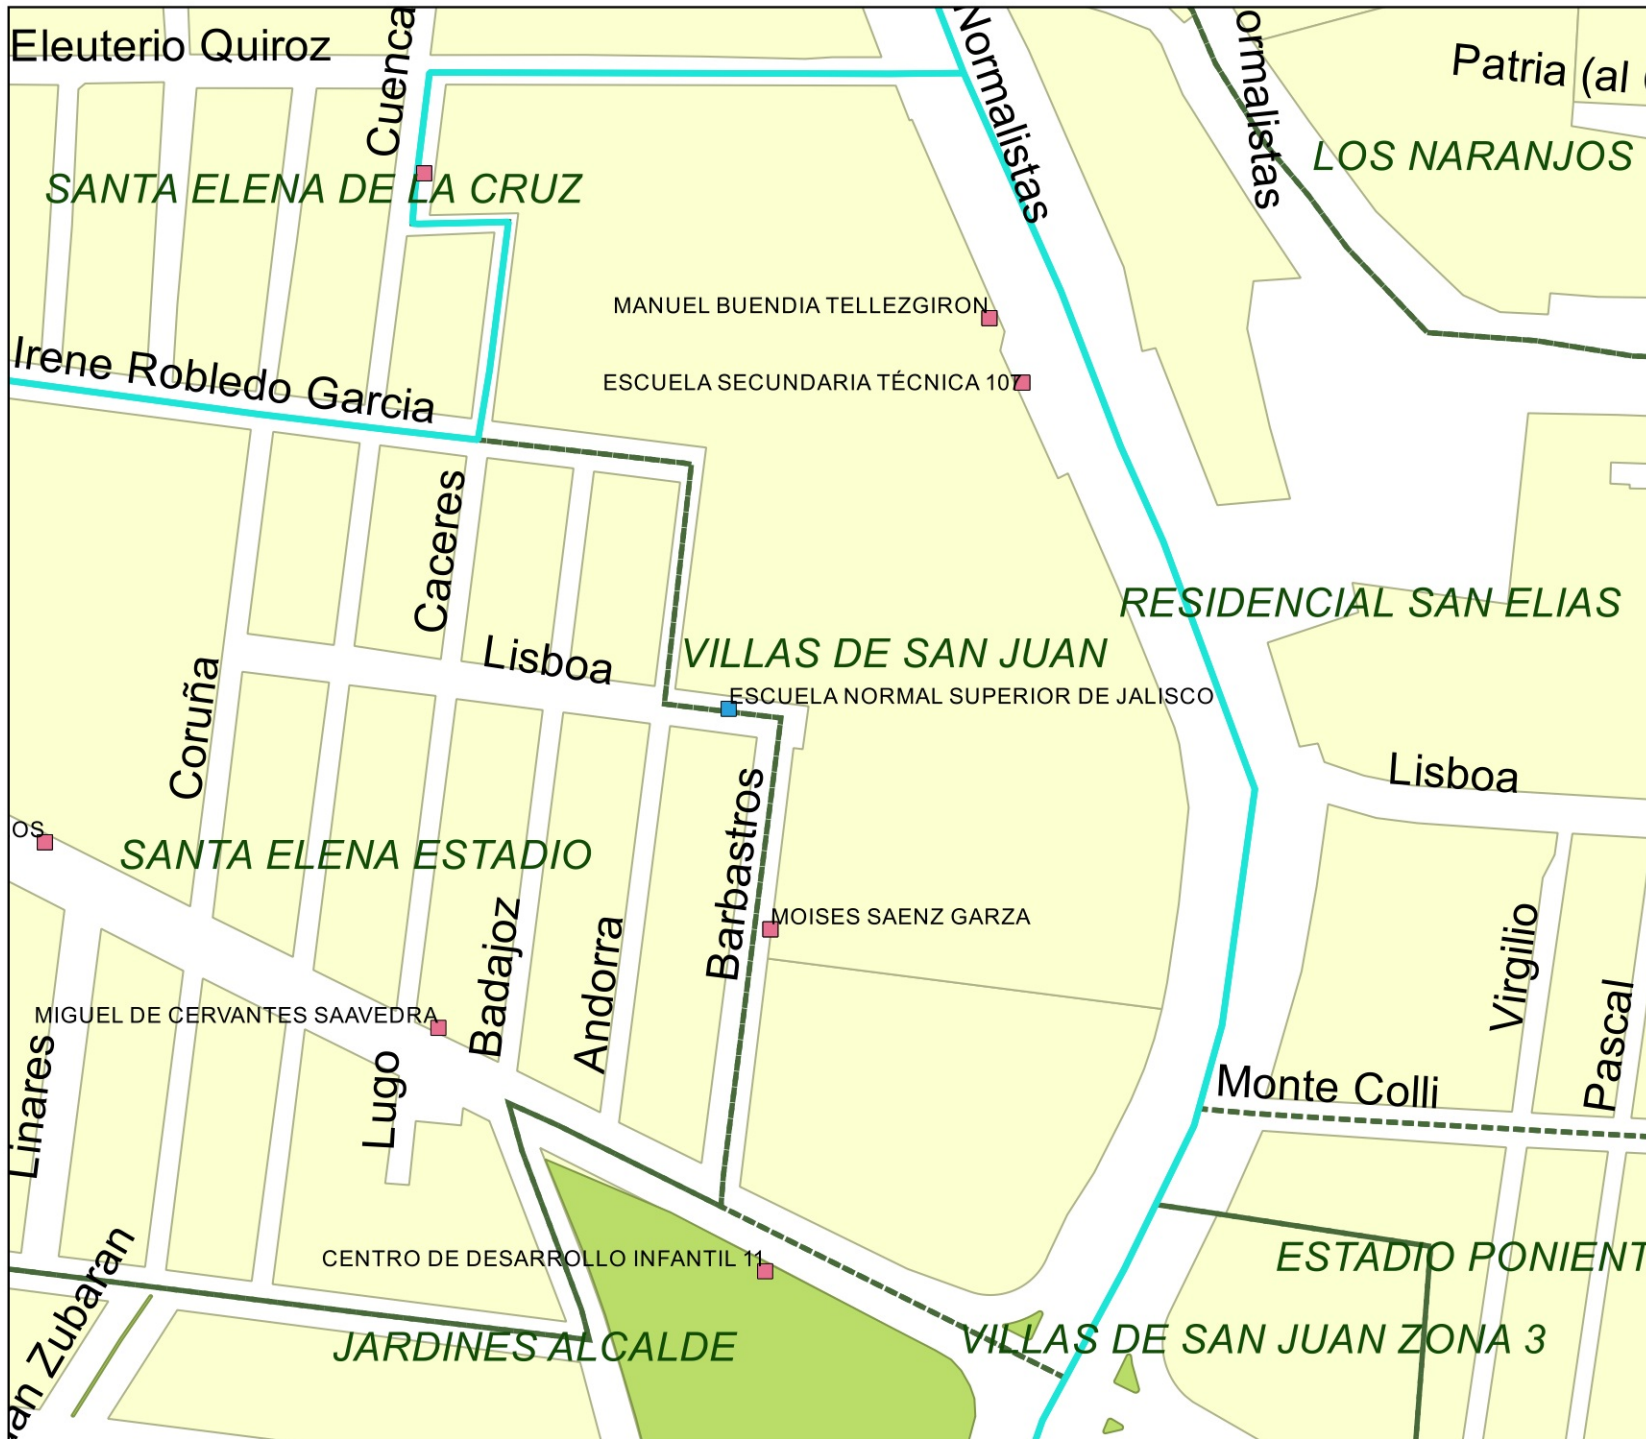 Eleuterio Quiroz
Cuenca
Normalistas
ormalistas
Patria (al
LOS NARANJOS
SANTA ELENA DE LA CRUZ
MANUEL BUENDIA TELLEZGIRON
Irene Robledo Garcia
ESCUELA SECUNDARIA TÉCNICA 107
Caceres
RESIDENCIAL SAN ELIAS
Lisboa
VILLAS DE SAN JUAN
ESCUELA NORMAL SUPERIOR DE JALISCO
Coruña
Lisboa
OS
SANTA ELENA ESTADIO
Barbastros
MOISES SAENZ GARZA
Badajoz
Andorra
Virgilio
Pascal
MIGUEL DE CERVANTES SAAVEDRA
Linares
Lugo
Monte Colli
CENTRO DE DESARROLLO INFANTIL 11
ESTADIO PONIENT
an Zubaran
JARDINES ALCALDE
VILLAS DE SAN JUAN ZONA 3